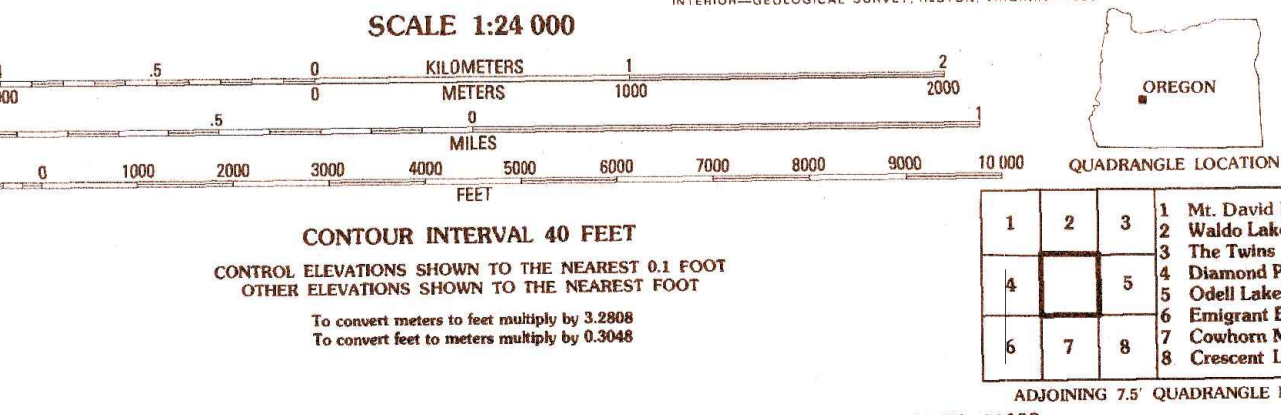 SCALE 1:24 000
.5 0 KILOMETERS 1 2
0 METERS 1000 2000
.5 0 1
MILES
0 1000 2000 3000 4000 5000 6000 7000 8000 9000 10 000
FEET
CONTOUR INTERVAL 40 FEET
CONTROL ELEVATIONS SHOWN TO THE NEAREST 0.1 FOOT
OTHER ELEVATIONS SHOWN TO THE NEAREST FOOT
To convert meters to feet multiply by 3.2808
To convert feet to meters multiply by 0.3048
OREGON
QUADRANGLE LOCATION
1 2 3
4 5
6 7 8
1 Mt. David
2 Waldo Lake
3 The Twins
4 Diamond P
5 Odell Lake
6 Emigrant B
7 Cowhorn M
8 Crescent L
ADJOINING 7.5' QUADRANGLE